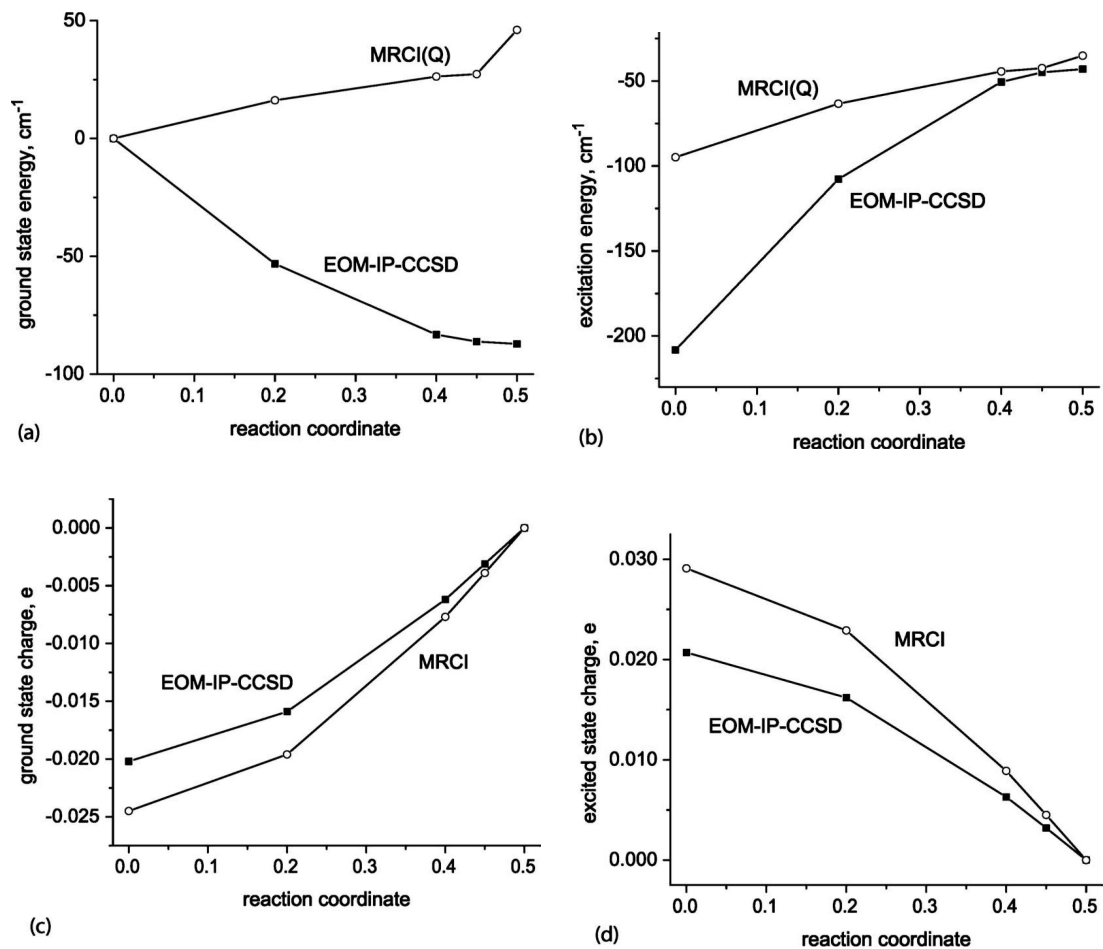 50
0
-50
-100
ground state energy, cm-1
MRCI(Q)
EOM-IP-CCSD
0.0 0.1 0.2 0.3 0.4 0.5
reaction coordinate
(a)
-50
-100
-150
-200
excitation energy, cm-1
MRCI(Q)
EOM-IP-CCSD
0.0 0.1 0.2 0.3 0.4 0.5
reaction coordinate
(b)
0.000
-0.005
-0.010
-0.015
-0.020
-0.025
ground state charge, e
EOM-IP-CCSD
MRCI
0.0 0.1 0.2 0.3 0.4 0.5
reaction coordinate
(c)
0.030
0.020
0.010
0.000
excited state charge, e
MRCI
EOM-IP-CCSD
0.0 0.1 0.2 0.3 0.4 0.5
reaction coordinate
(d)